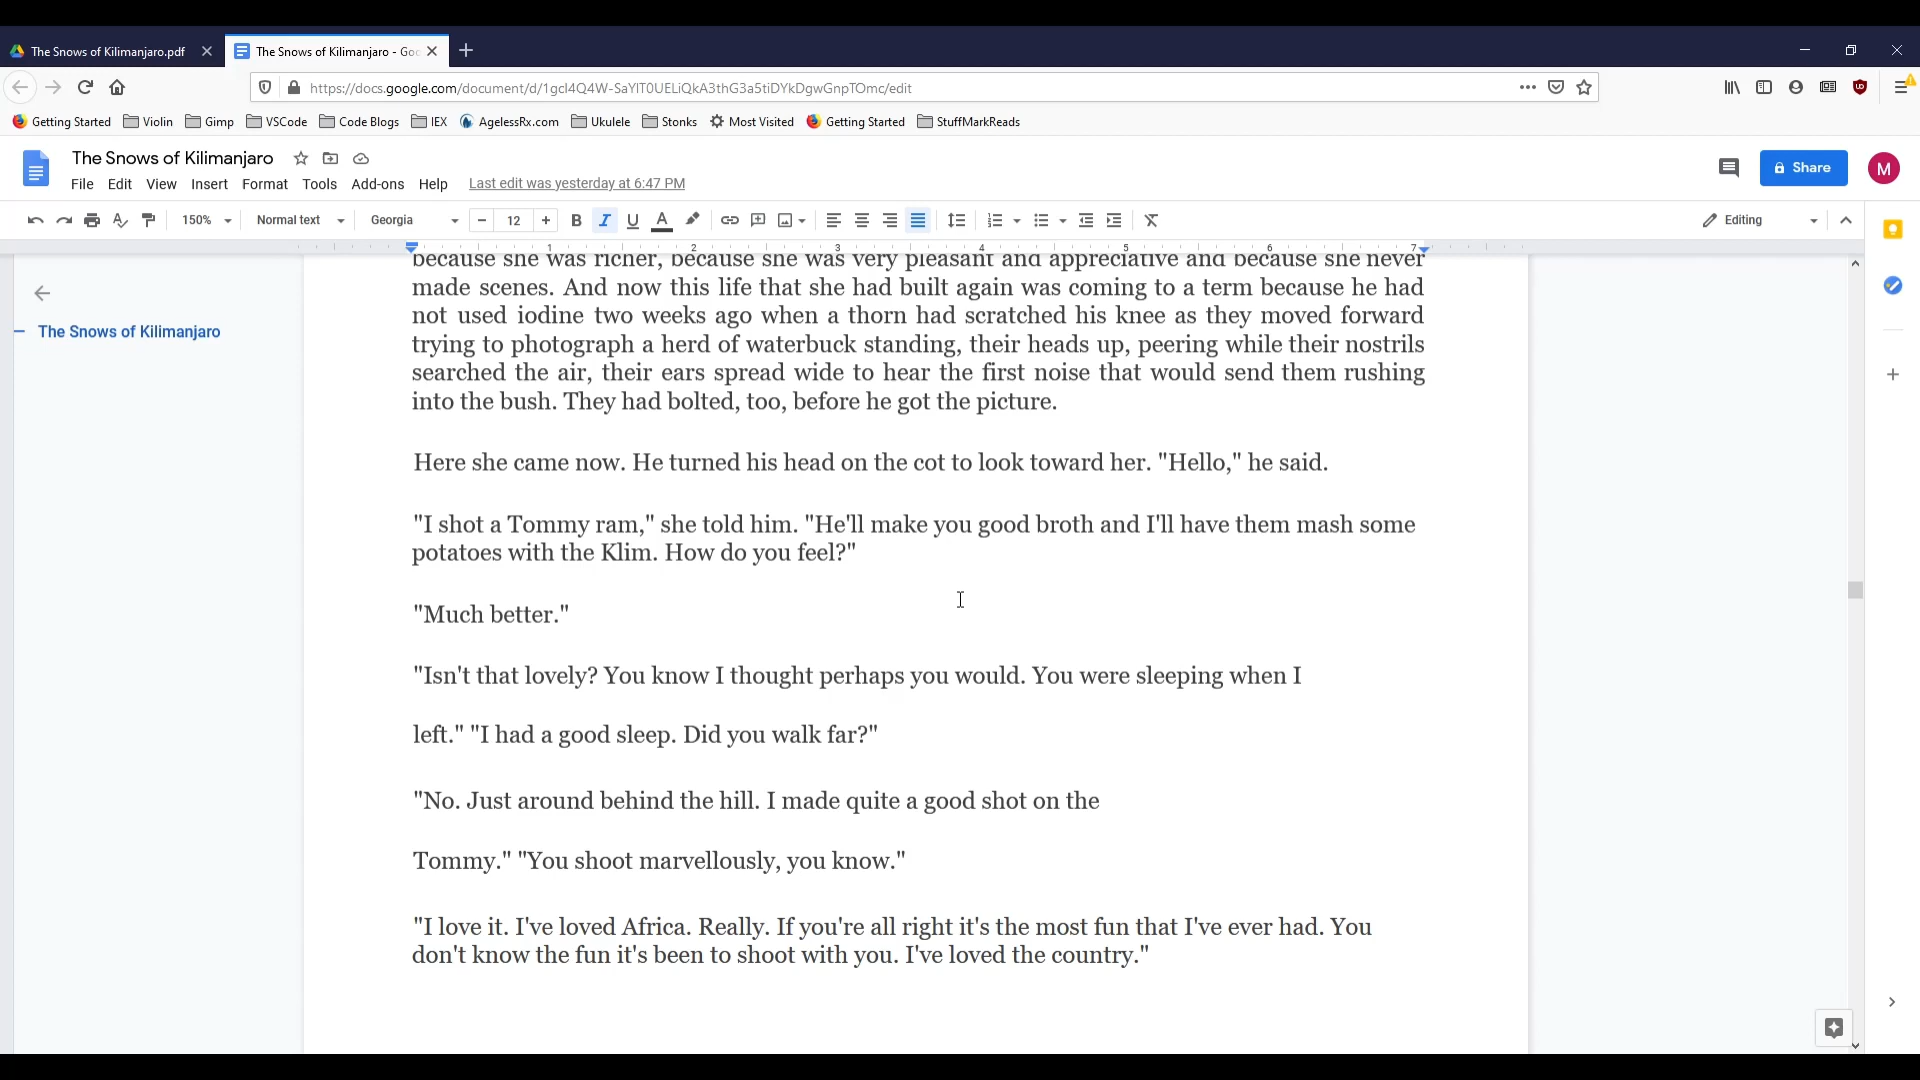 The Snows of Kilimanjaro.pdf
The Snows of Kilimanjaro - Goo
https://docs.google.com/document/d/1gcl4Q4W-SaYlT0UELiQkA3thG3a5tiDYkDgwGnpTOmc/edit
Getting Started Violin Gimp VSCode Code Blogs IEX AgelessRx.com Ukulele Stonks Most Visited Getting Started StuffMarkReads
The Snows of Kilimanjaro
Share
M
File Edit View Insert Format Tools Add-ons Help Last edit was yesterday at 6:47 PM
150% Normal text Georgia 12 B I U A Editing
1 2 3 4 5 6 7
The Snows of Kilimanjaro
because she was richer, because she was very pleasant and appreciative and because she never
made scenes. And now this life that she had built again was coming to a term because he had
not used iodine two weeks ago when a thorn had scratched his knee as they moved forward
trying to photograph a herd of waterbuck standing, their heads up, peering while their nostrils
searched the air, their ears spread wide to hear the first noise that would send them rushing
into the bush. They had bolted, too, before he got the picture.
Here she came now. He turned his head on the cot to look toward her. "Hello," he said.
"I shot a Tommy ram," she told him. "He'll make you good broth and I'll have them mash some
potatoes with the Klim. How do you feel?"
"Much better."
"Isn't that lovely? You know I thought perhaps you would. You were sleeping when I
left." "I had a good sleep. Did you walk far?"
"No. Just around behind the hill. I made quite a good shot on the
Tommy." "You shoot marvellously, you know."
"I love it. I've loved Africa. Really. If you're all right it's the most fun that I've ever had. You
don't know the fun it's been to shoot with you. I've loved the country."